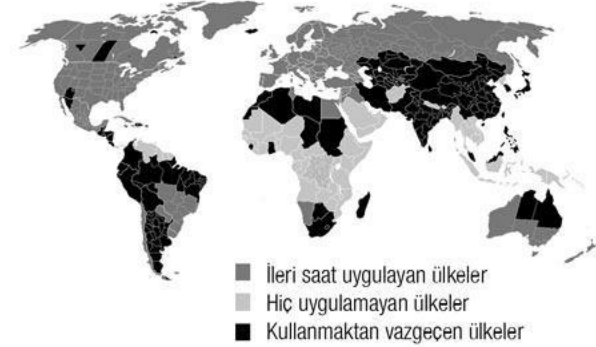 İleri saat uygulayan ülkeler
Hiç uygulamayan ülkeler
Kullanmaktan vazgeçen ülkeler